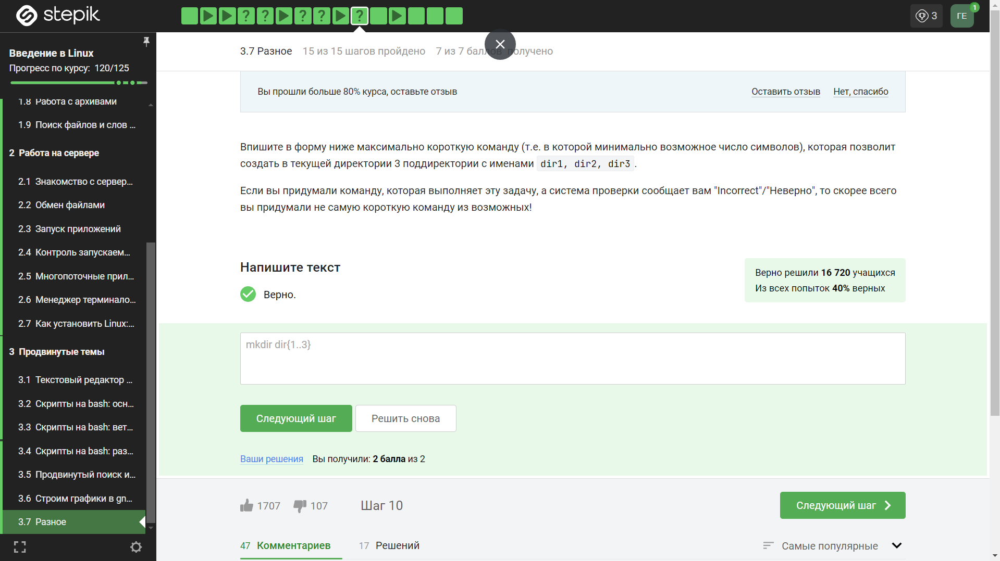 stepik
3
ГЕ
1
Введение в Linux
Прогресс по курсу: 120/125
1.8 Работа с архивами
1.9 Поиск файлов и слов ...
2 Работа на сервере
2.1 Знакомство с сервер...
2.2 Обмен файлами
2.3 Запуск приложений
2.4 Контроль запускаем...
2.5 Многопоточные прил...
2.6 Менеджер терминало...
2.7 Как установить Linux:...
3 Продвинутые темы
3.1 Текстовый редактор ...
3.2 Скрипты на bash: осн...
3.3 Скрипты на bash: вет...
3.4 Скрипты на bash: раз...
3.5 Продвинутый поиск и...
3.6 Строим графики в gn...
3.7 Разное
3.7 Разное 15 из 15 шагов пройдено 7 из 7 баллов получено
Вы прошли больше 80% курса, оставьте отзыв Оставить отзыв Нет, спасибо
Впишите в форму ниже максимально короткую команду (т.е. в которой минимально возможное число символов), которая позволит
создать в текущей директории 3 поддиректории с именами dir1, dir2, dir3.
Если вы придумали команду, которая выполняет эту задачу, а система проверки сообщает вам "Incorrect"/"Неверно", то скорее всего
вы придумали не самую короткую команду из возможных!
Напишите текст
Верно.
Верно решили 16 720 учащихся
Из всех попыток 40% верных
mkdir dir{1..3}
Следующий шаг Решить снова
Ваши решения Вы получили: 2 балла из 2
1707 107 Шаг 10 Следующий шаг
47 Комментариев 17 Решений Самые популярные